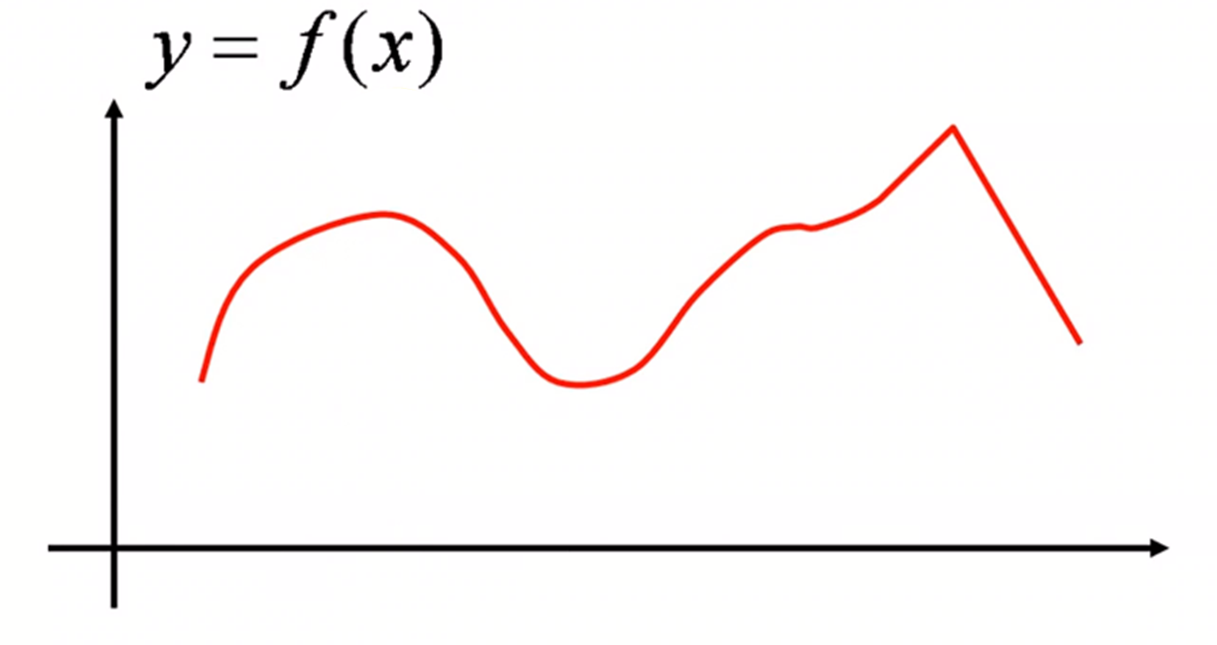 y = f(x)